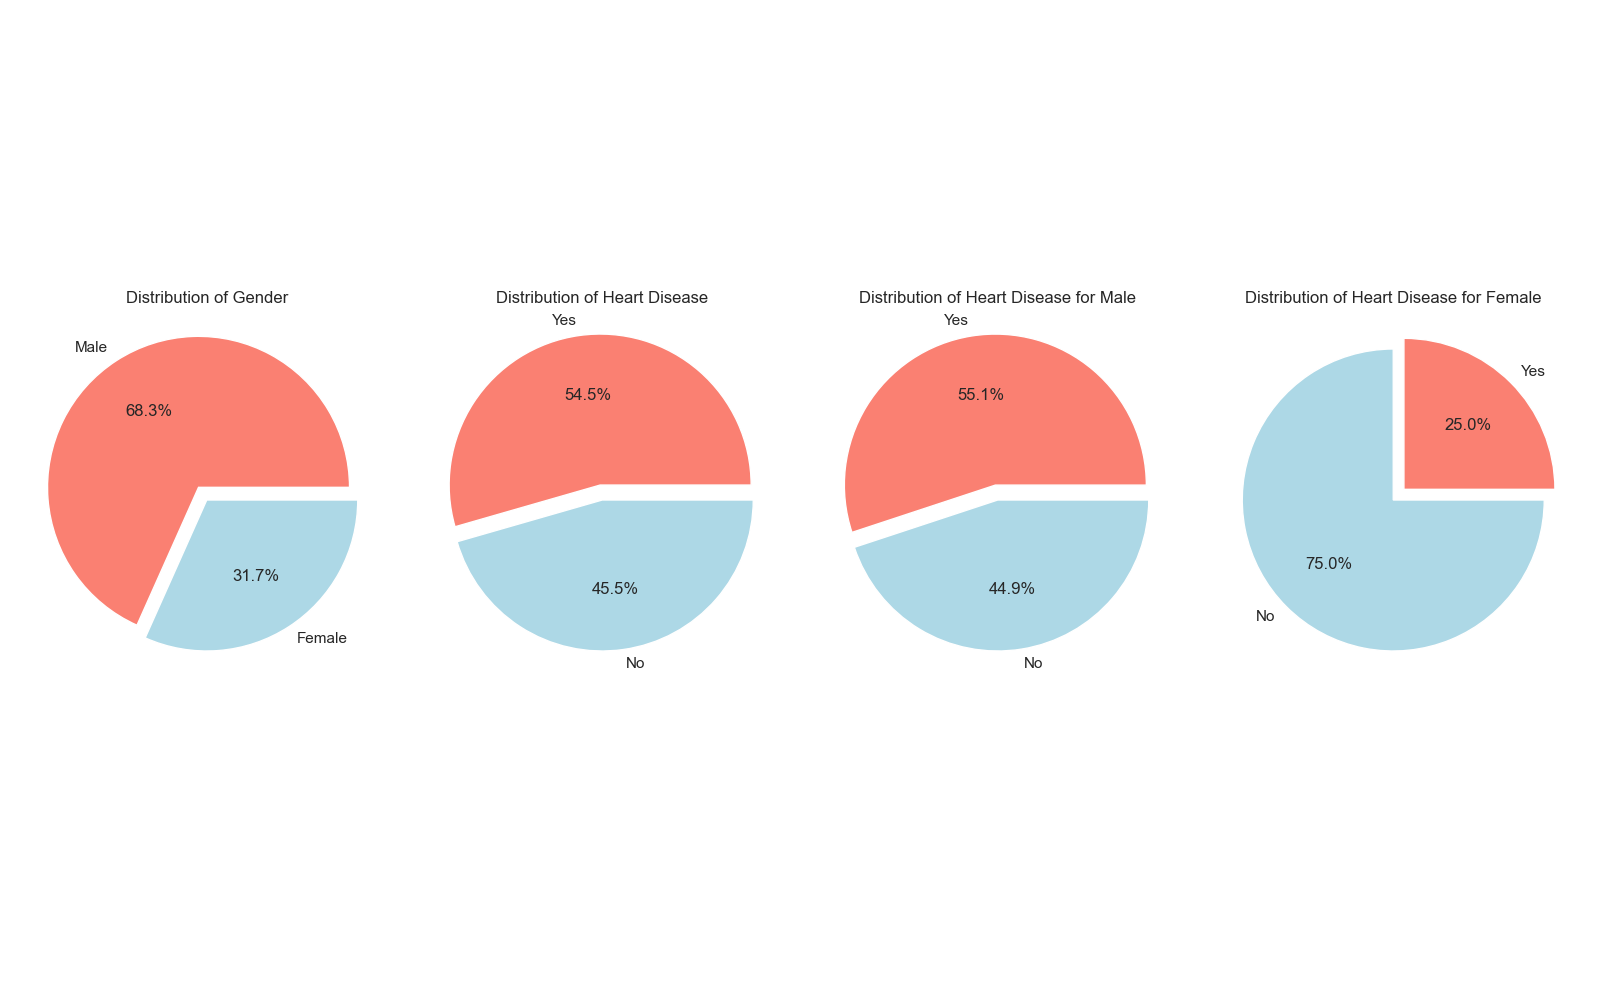 Distribution of Gender
Male
68.3%
31.7%
Female
Distribution of Heart Disease
Yes
54.5%
45.5%
No
Distribution of Heart Disease for Male
Yes
55.1%
44.9%
No
Distribution of Heart Disease for Female
Yes
25.0%
75.0%
No